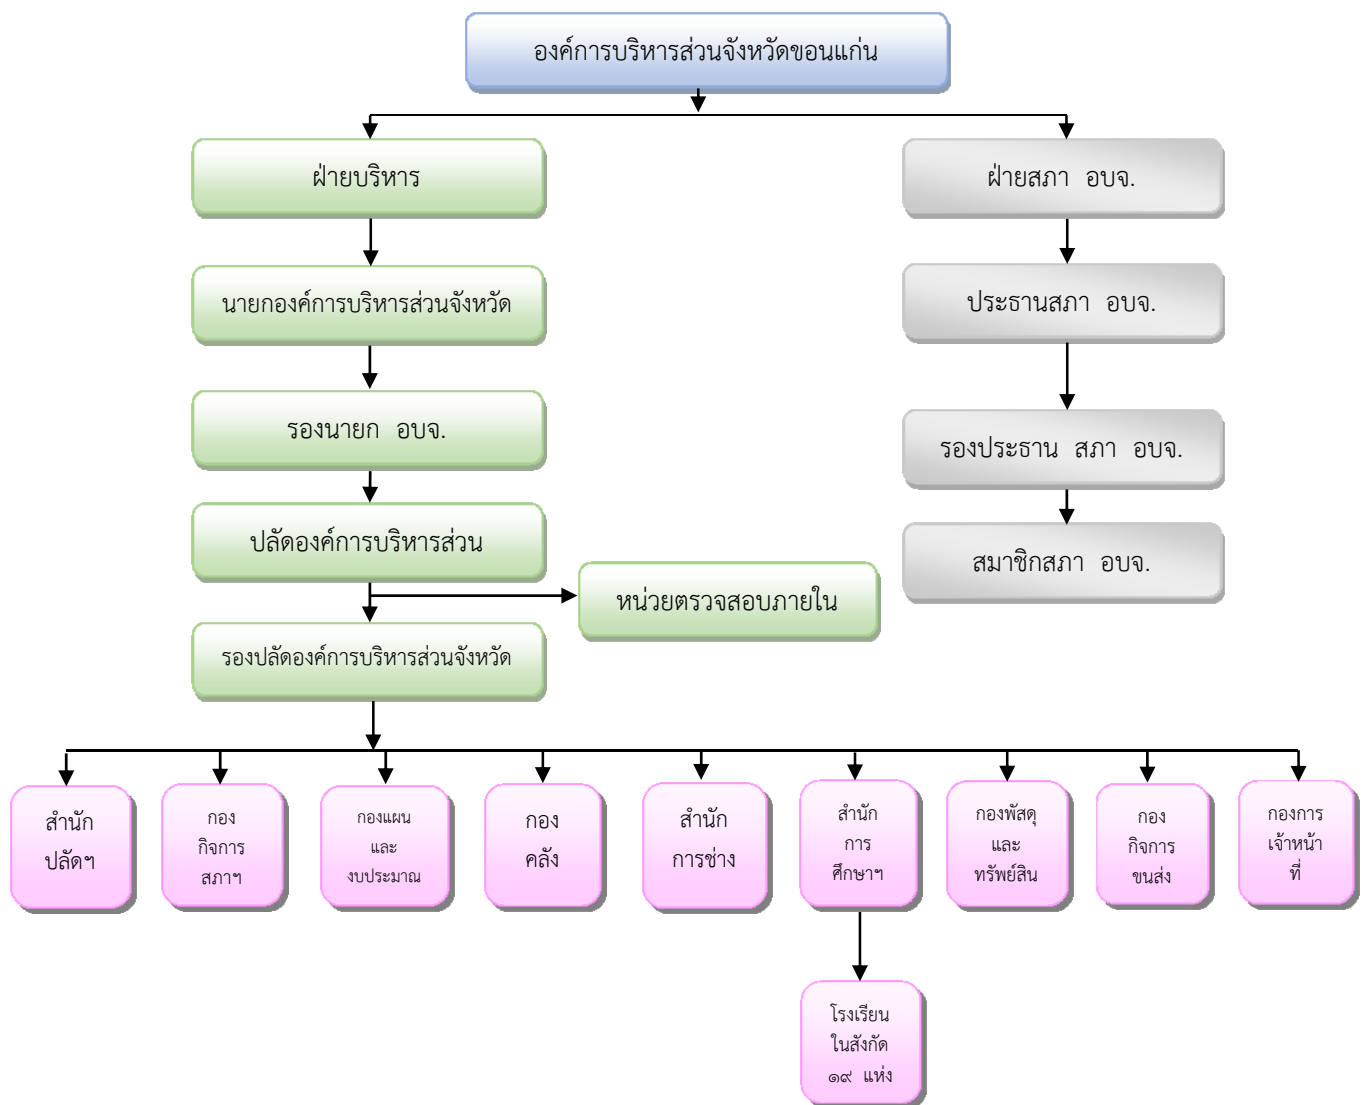 องค์การบริหารส่วนจังหวัดขอนแก่น
ฝ่ายบริหาร
ฝ่ายสภา อบจ.
นายกองค์การบริหารส่วนจังหวัด
ประธานสภา อบจ.
รองนายก อบจ.
รองประธาน สภา อบจ.
ปลัดองค์การบริหารส่วน
สมาชิกสภา อบจ.
หน่วยตรวจสอบภายใน
รองปลัดองค์การบริหารส่วนจังหวัด
สำนัก
ปลัดฯ
กอง
กิจการ
สภาฯ
กองแผน
และ
งบประมาณ
กอง
คลัง
สำนัก
การช่าง
สำนัก
การ
ศึกษาฯ
กองพัสดุ
และ
ทรัพย์สิน
กอง
กิจการ
ขนส่ง
กองการ
เจ้าหน้า
ที่
โรงเรียน
ในสังกัด
๑๙ แห่ง